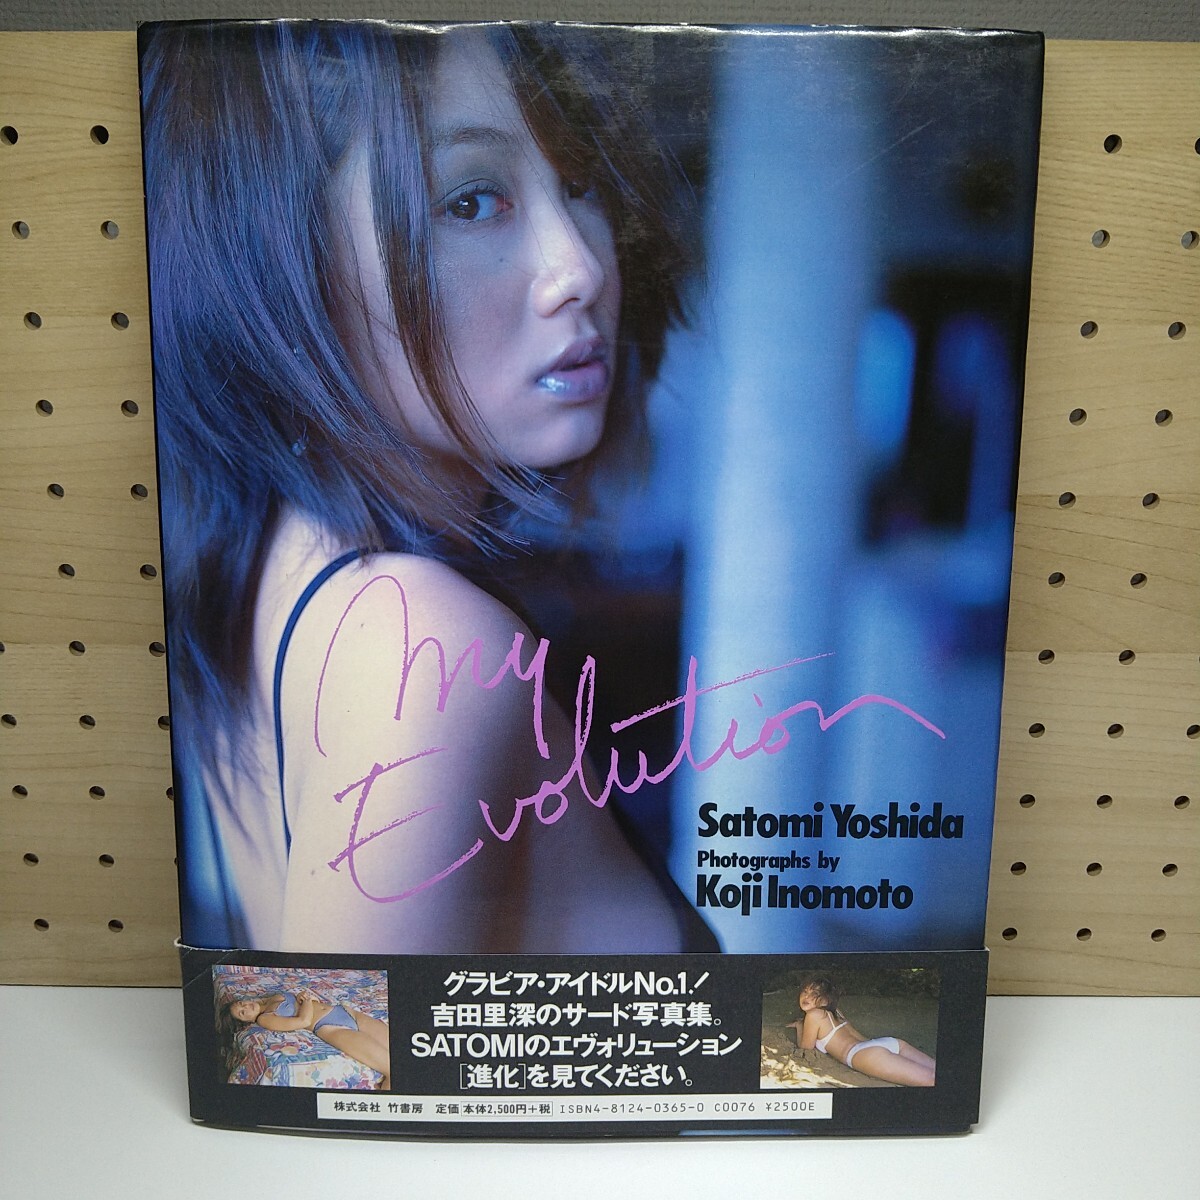 My
Evolution
Satomi Yoshida
Photographs by
Koji Inomoto
グラビア・アイドルNo.1!
吉田里深のサード写真集。
SATOMIのエヴォリューション
[進化]を見てください。
株式会社 竹書房 定価 本体2,500円+税 ISBN4-8124-0365-0 C0076 ¥2500E